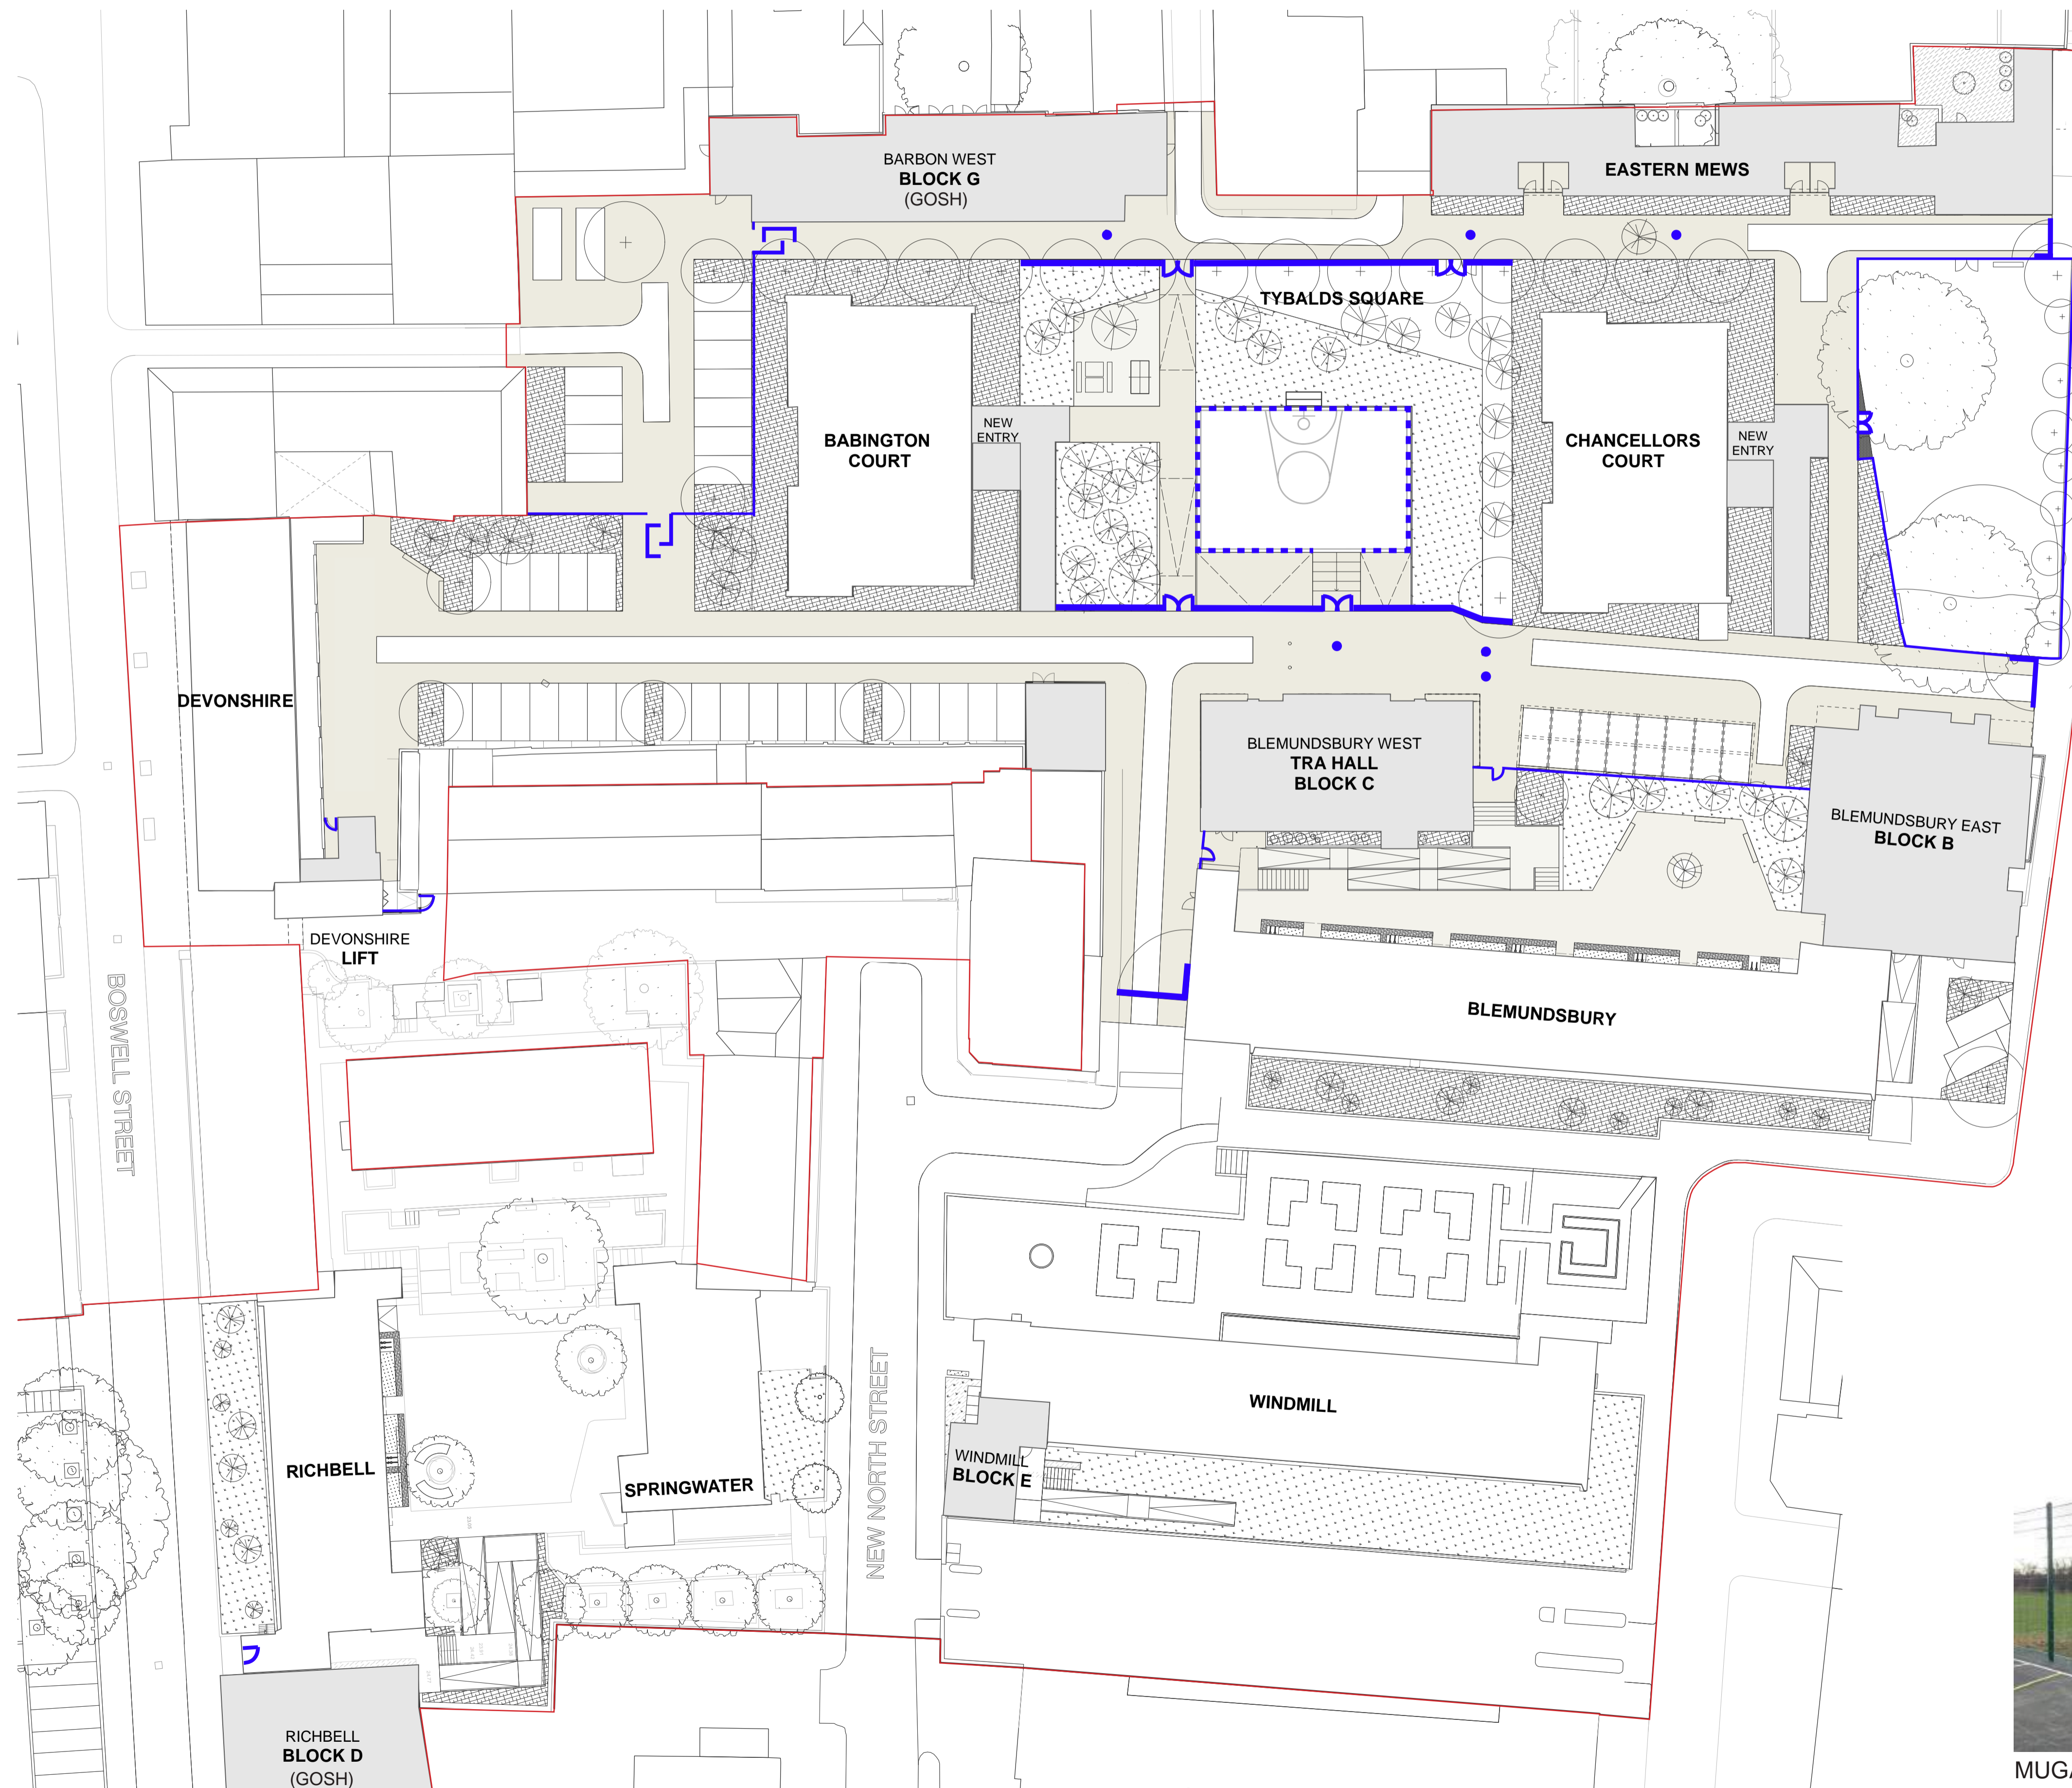 BARBON WEST
BLOCK G
(GOSH)
EASTERN MEWS
TYBALDS SQUARE
BABINGTON
COURT
NEW
ENTRY
CHANCELLORS
COURT
NEW
ENTRY
DEVONSHIRE
BLEMUNDSBURY WEST
TRA HALL
BLOCK C
BLEMUNDSBURY EAST
BLOCK B
DEVONSHIRE
LIFT
BOSWELL STREET
BLEMUNDSBURY
NEW NORTH STREET
WINDMILL
RICHBELL
SPRINGWATER
WINDMILL
BLOCK E
RICHBELL
BLOCK D
(GOSH)
MUGA